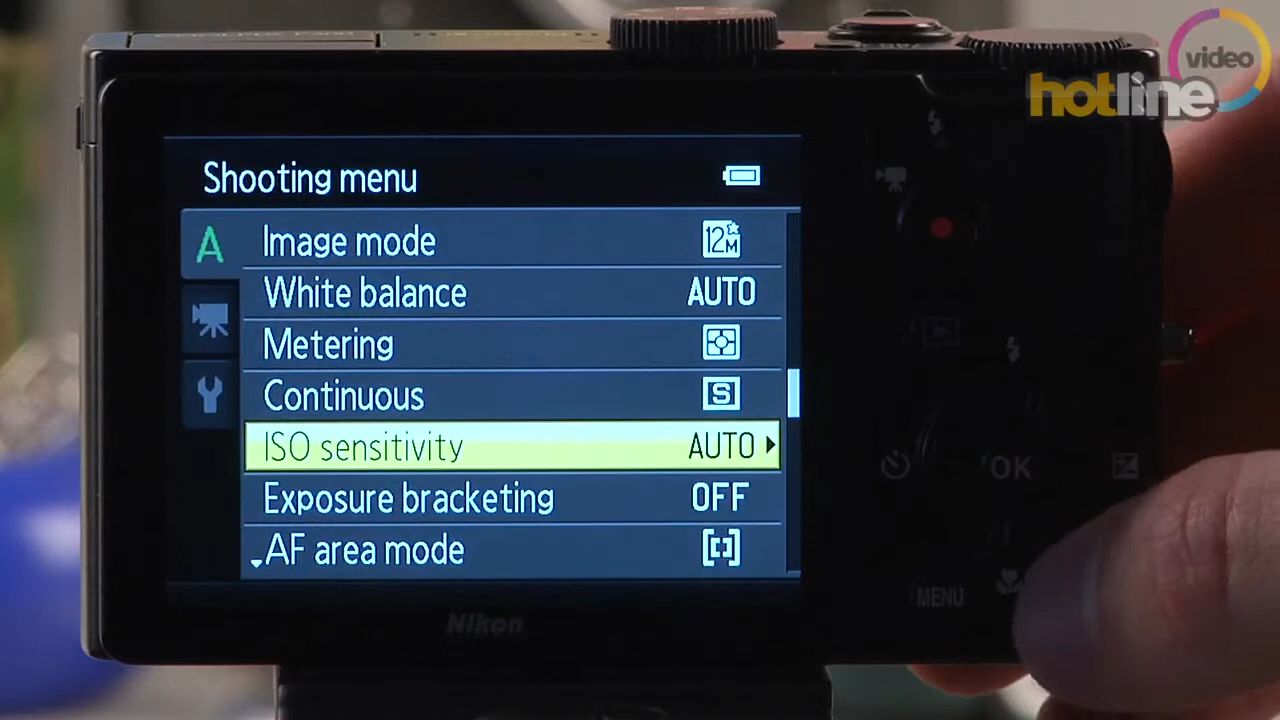 video
hotline
Shooting menu
A Image mode 12M
White balance AUTO
Metering
Continuous S
ISO sensitivity AUTO
Exposure bracketing OFF
AF area mode
OK
MENU
Nikon